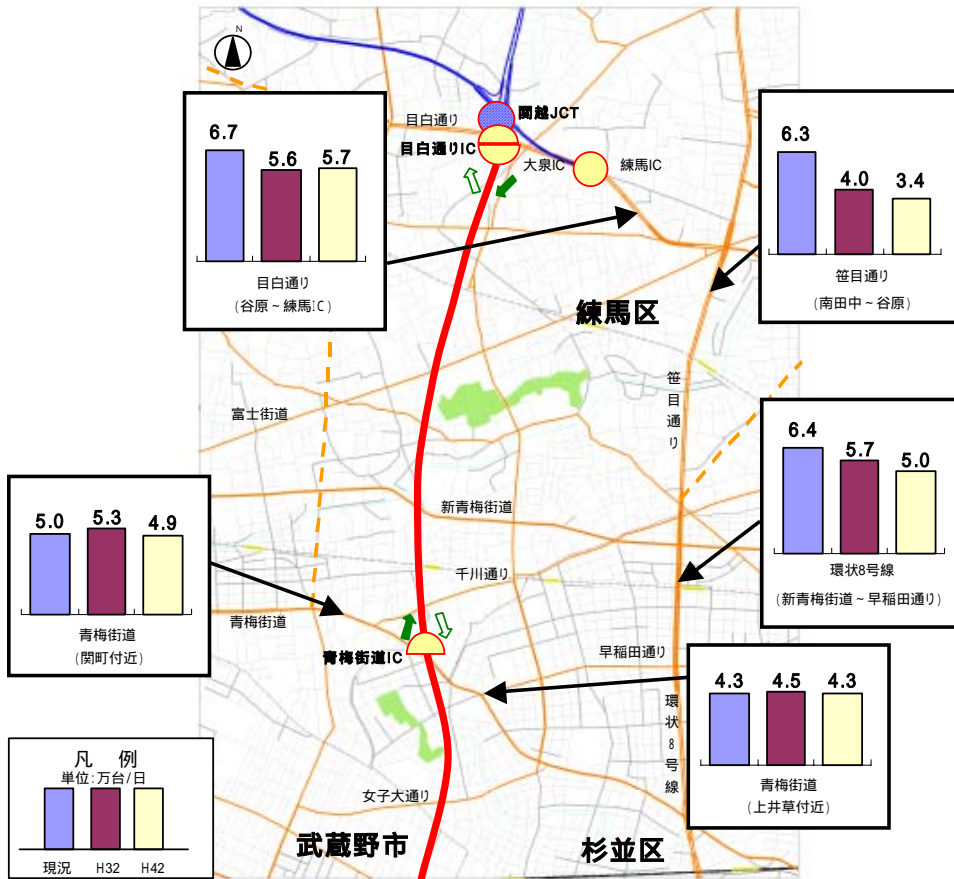 N
関越JCT
目白通り
目白通りIC
大泉IC
練馬IC
6.7
5.6
5.7
目白通り
(谷原~練馬IC)
6.3
4.0
3.4
笹目通り
(南田中~谷原)
練馬区
笹目通り
富士街道
6.4
5.7
5.0
環状8号線
(新青梅街道~早稲田通り)
新青梅街道
5.0
5.3
4.9
青梅街道
(関町付近)
千川通り
青梅街道
青梅街道IC
早稲田通り
4.3
4.5
4.3
青梅街道
(上井草付近)
環状8号線
凡 例
単位:万台/日
現況
H32
H42
女子大通り
武蔵野市
杉並区